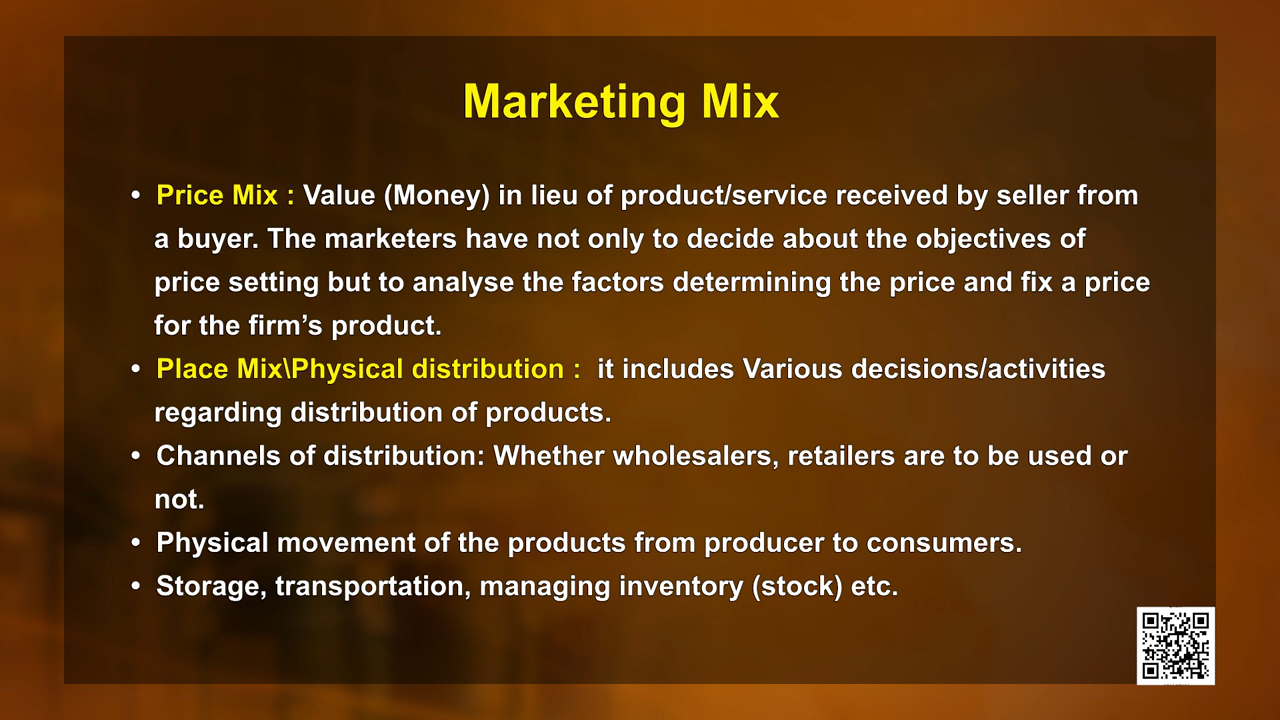 Marketing Mix
• Price Mix : Value (Money) in lieu of product/service received by seller from
a buyer. The marketers have not only to decide about the objectives of
price setting but to analyse the factors determining the price and fix a price
for the firm’s product.
• Place Mix\Physical distribution :  it includes Various decisions/activities
regarding distribution of products.
• Channels of distribution: Whether wholesalers, retailers are to be used or
not.
• Physical movement of the products from producer to consumers.
• Storage, transportation, managing inventory (stock) etc.